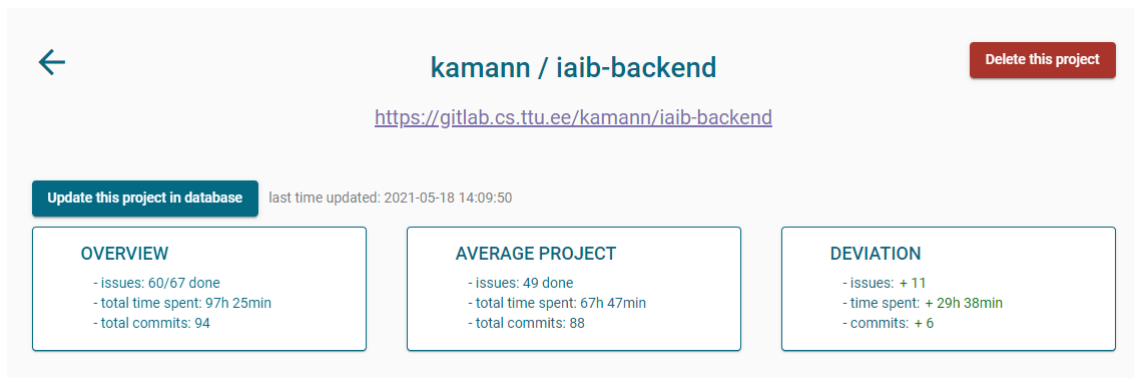 kamann / iaib-backend
Delete this project
https://gitlab.cs.ttu.ee/kamann/iaib-backend
Update this project in database
last time updated: 2021-05-18 14:09:50
OVERVIEW
- issues: 60/67 done
- total time spent: 97h 25min
- total commits: 94
AVERAGE PROJECT
- issues: 49 done
- total time spent: 67h 47min
- total commits: 88
DEVIATION
- issues: + 11
- time spent: + 29h 38min
- commits: + 6